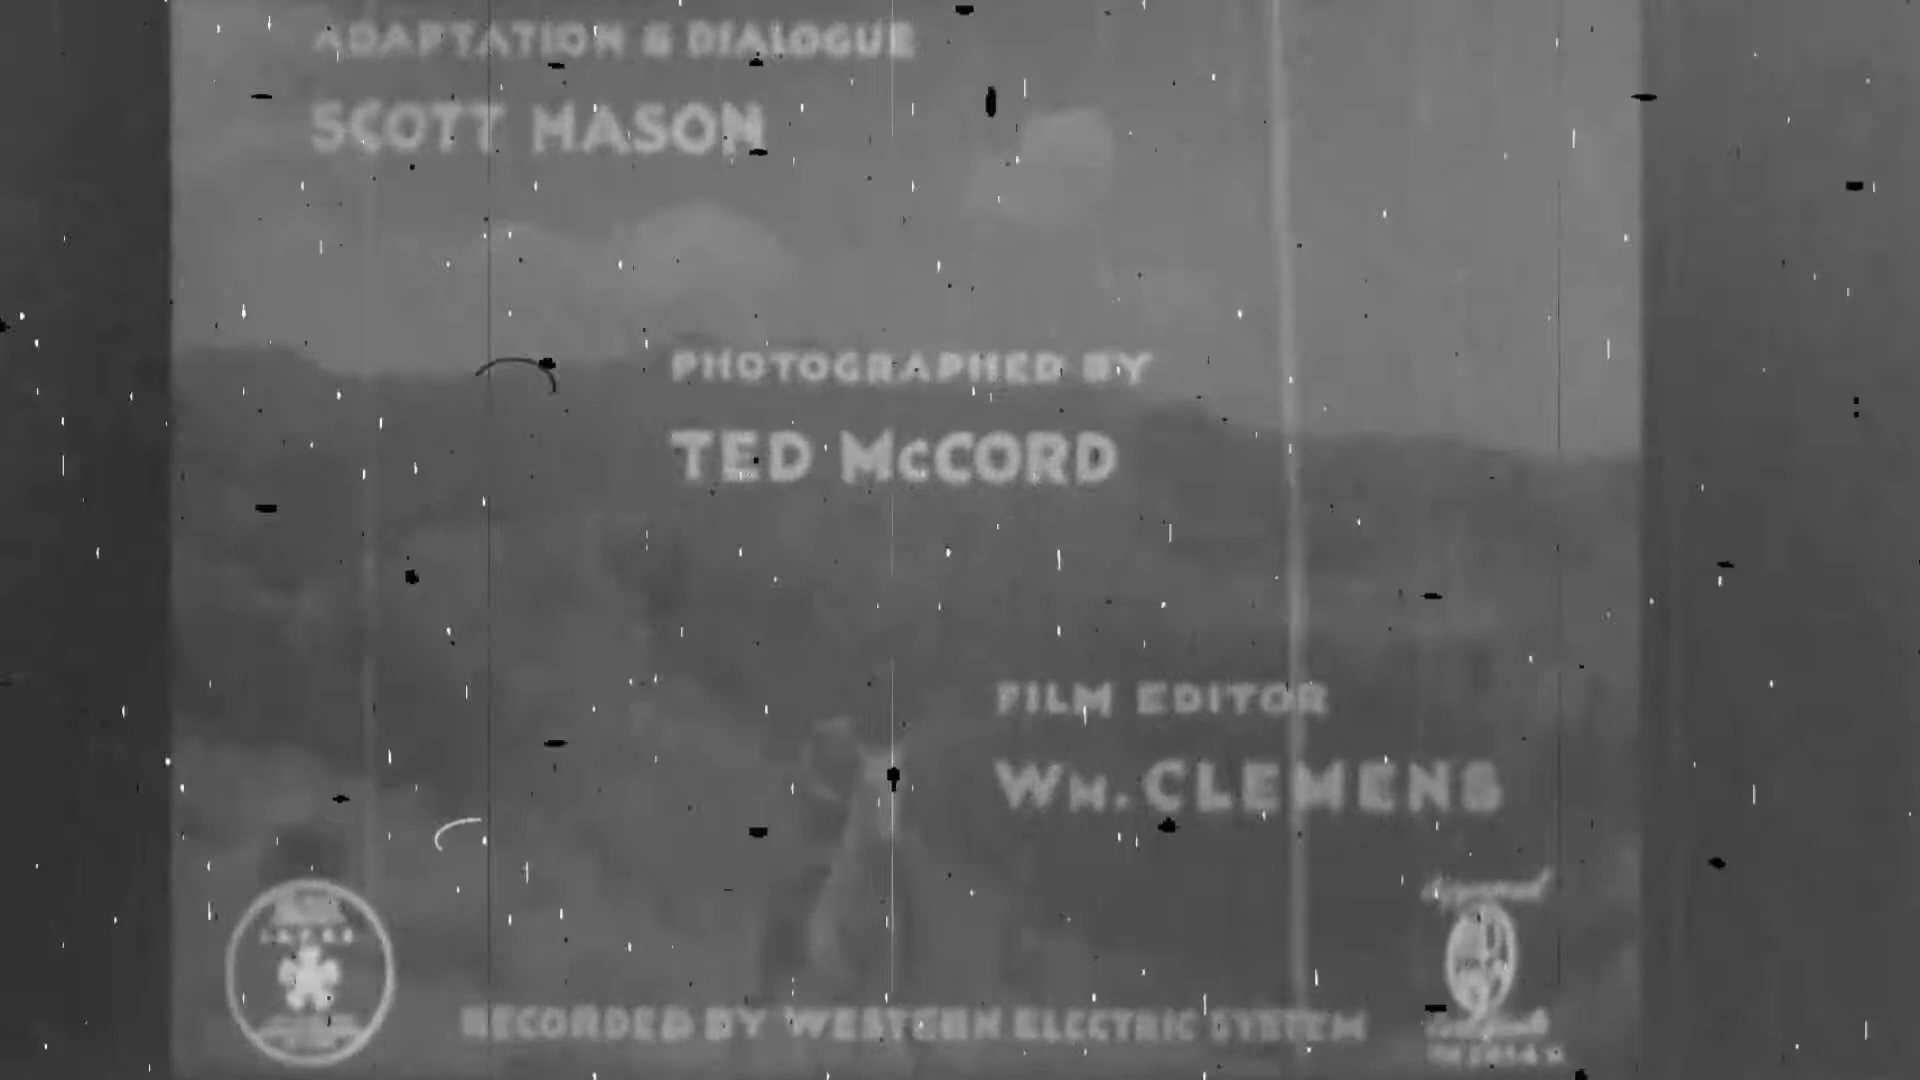 ADAPTATION & DIALOGUE
SCOTT MASON
PHOTOGRAPHED BY
TED McCORD
FILM EDITOR
WM. CLEMENS
RECORDED BY WESTERN ELECTRIC SYSTEM